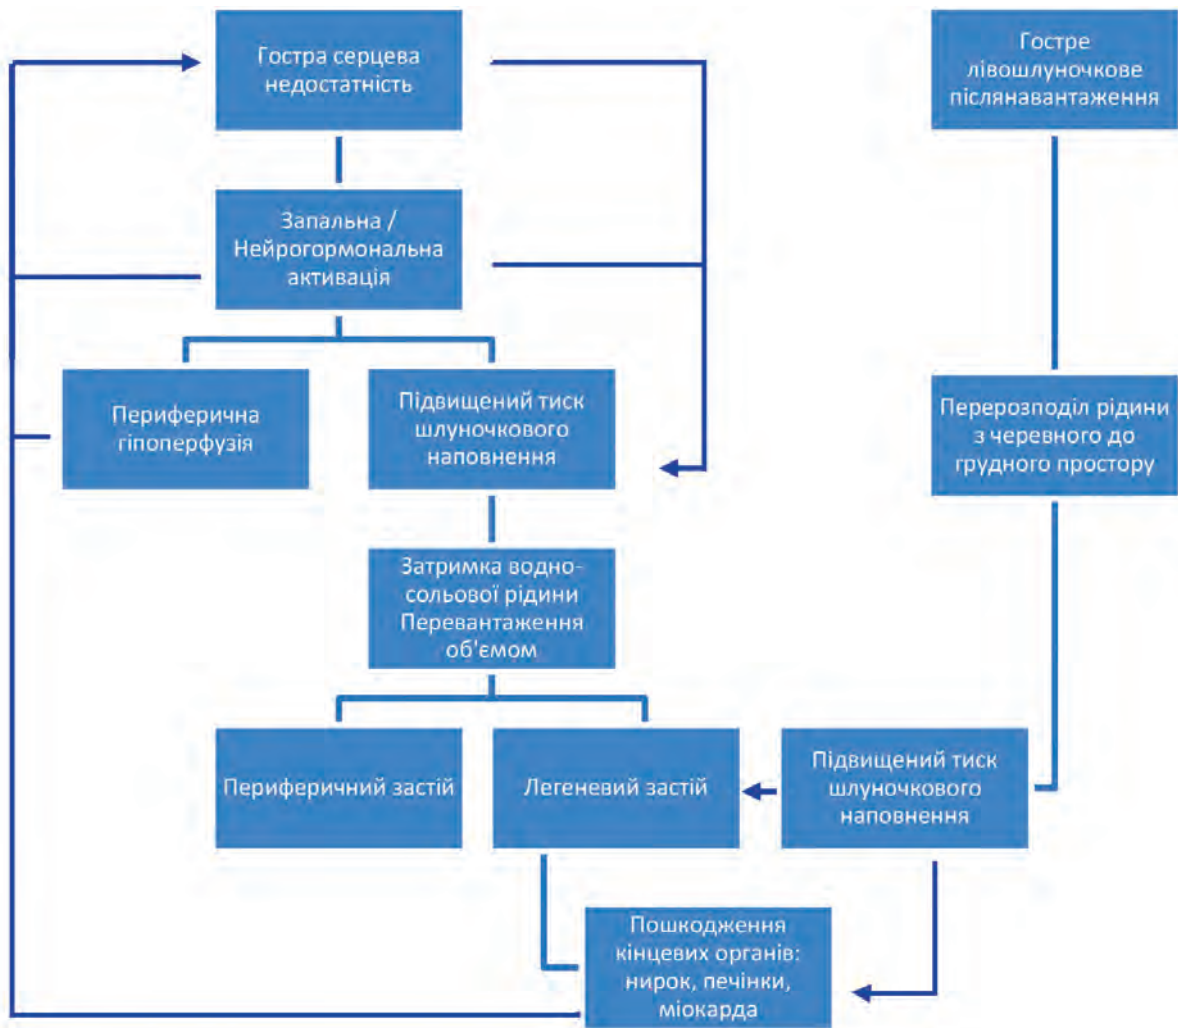 Гостра серцева
недостатність
Гостре
лівошлуночкове
післянавантаження
Запальна /
Нейрогормональна
активація
Периферична
гіпоперфузія
Підвищений тиск
шлуночкового
наповнення
Перерозподіл рідини
з черевного до
грудного простору
Затримка водно-
сольової рідини
Перевантаження
об'ємом
Периферичний застій
Легеневий застій
Підвищений тиск
шлуночкового
наповнення
Пошкодження
кінцевих органів:
нирок, печінки,
міокарда